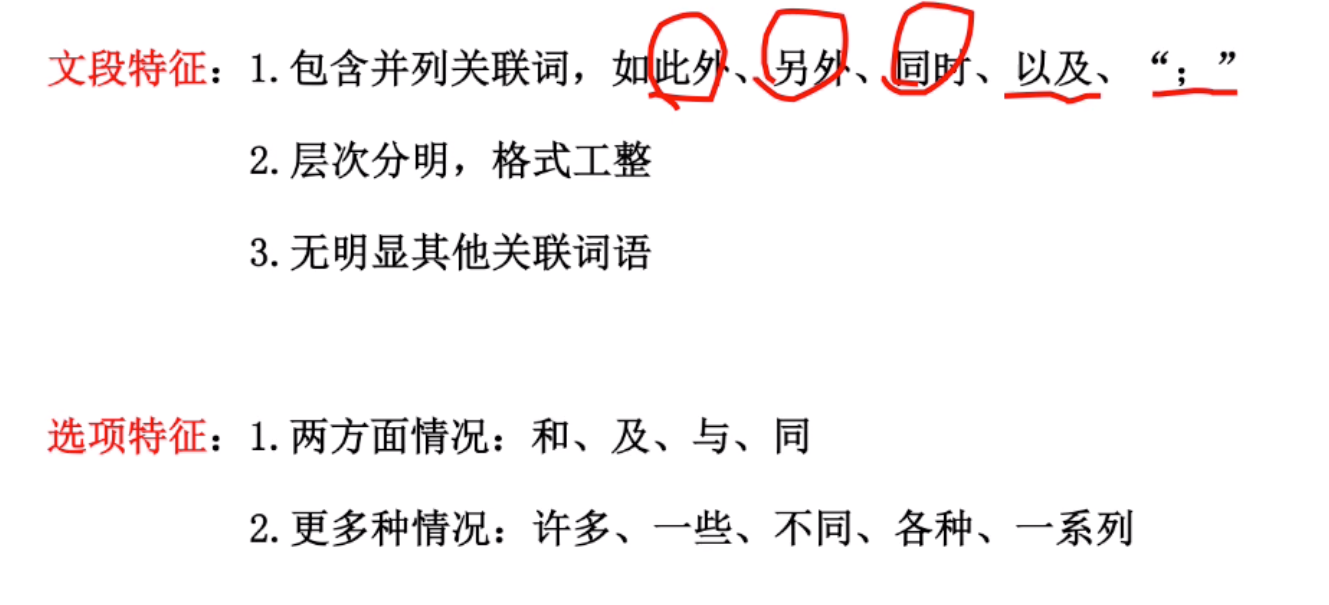 文段特征：1.包含并列关联词，如此外、另外、同时、以及、“；”
2.层次分明，格式工整
3.无明显其他关联词语
选项特征：1.两方面情况：和、及、与、同
2.更多种情况：许多、一些、不同、各种、一系列